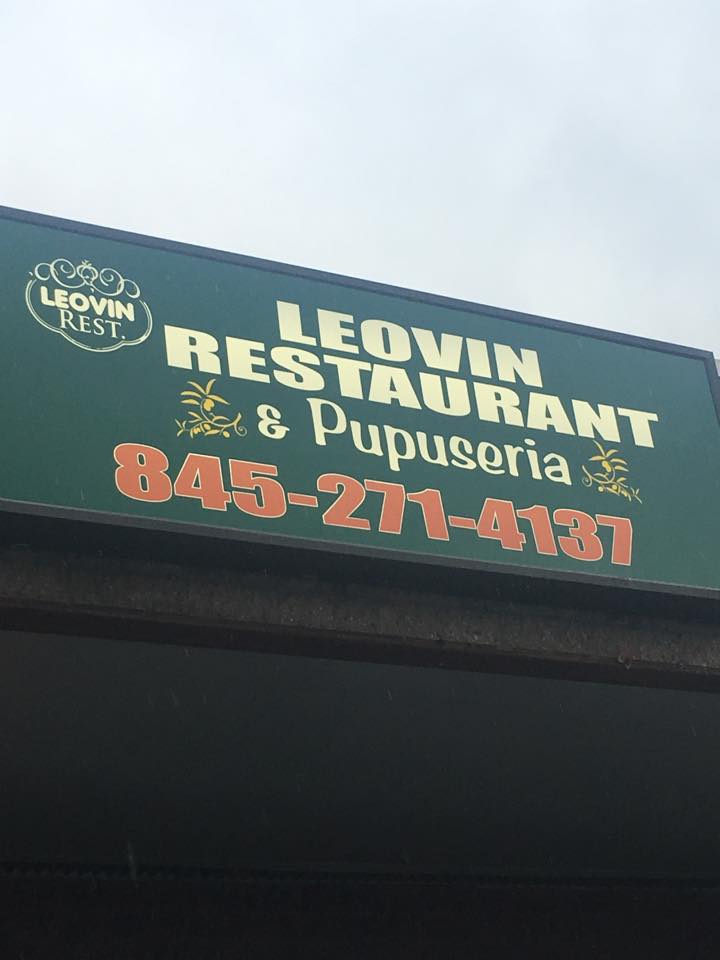 LEOVIN
REST.
LEOVIN
RESTAURANT
& Pupuseria
845-271-4137